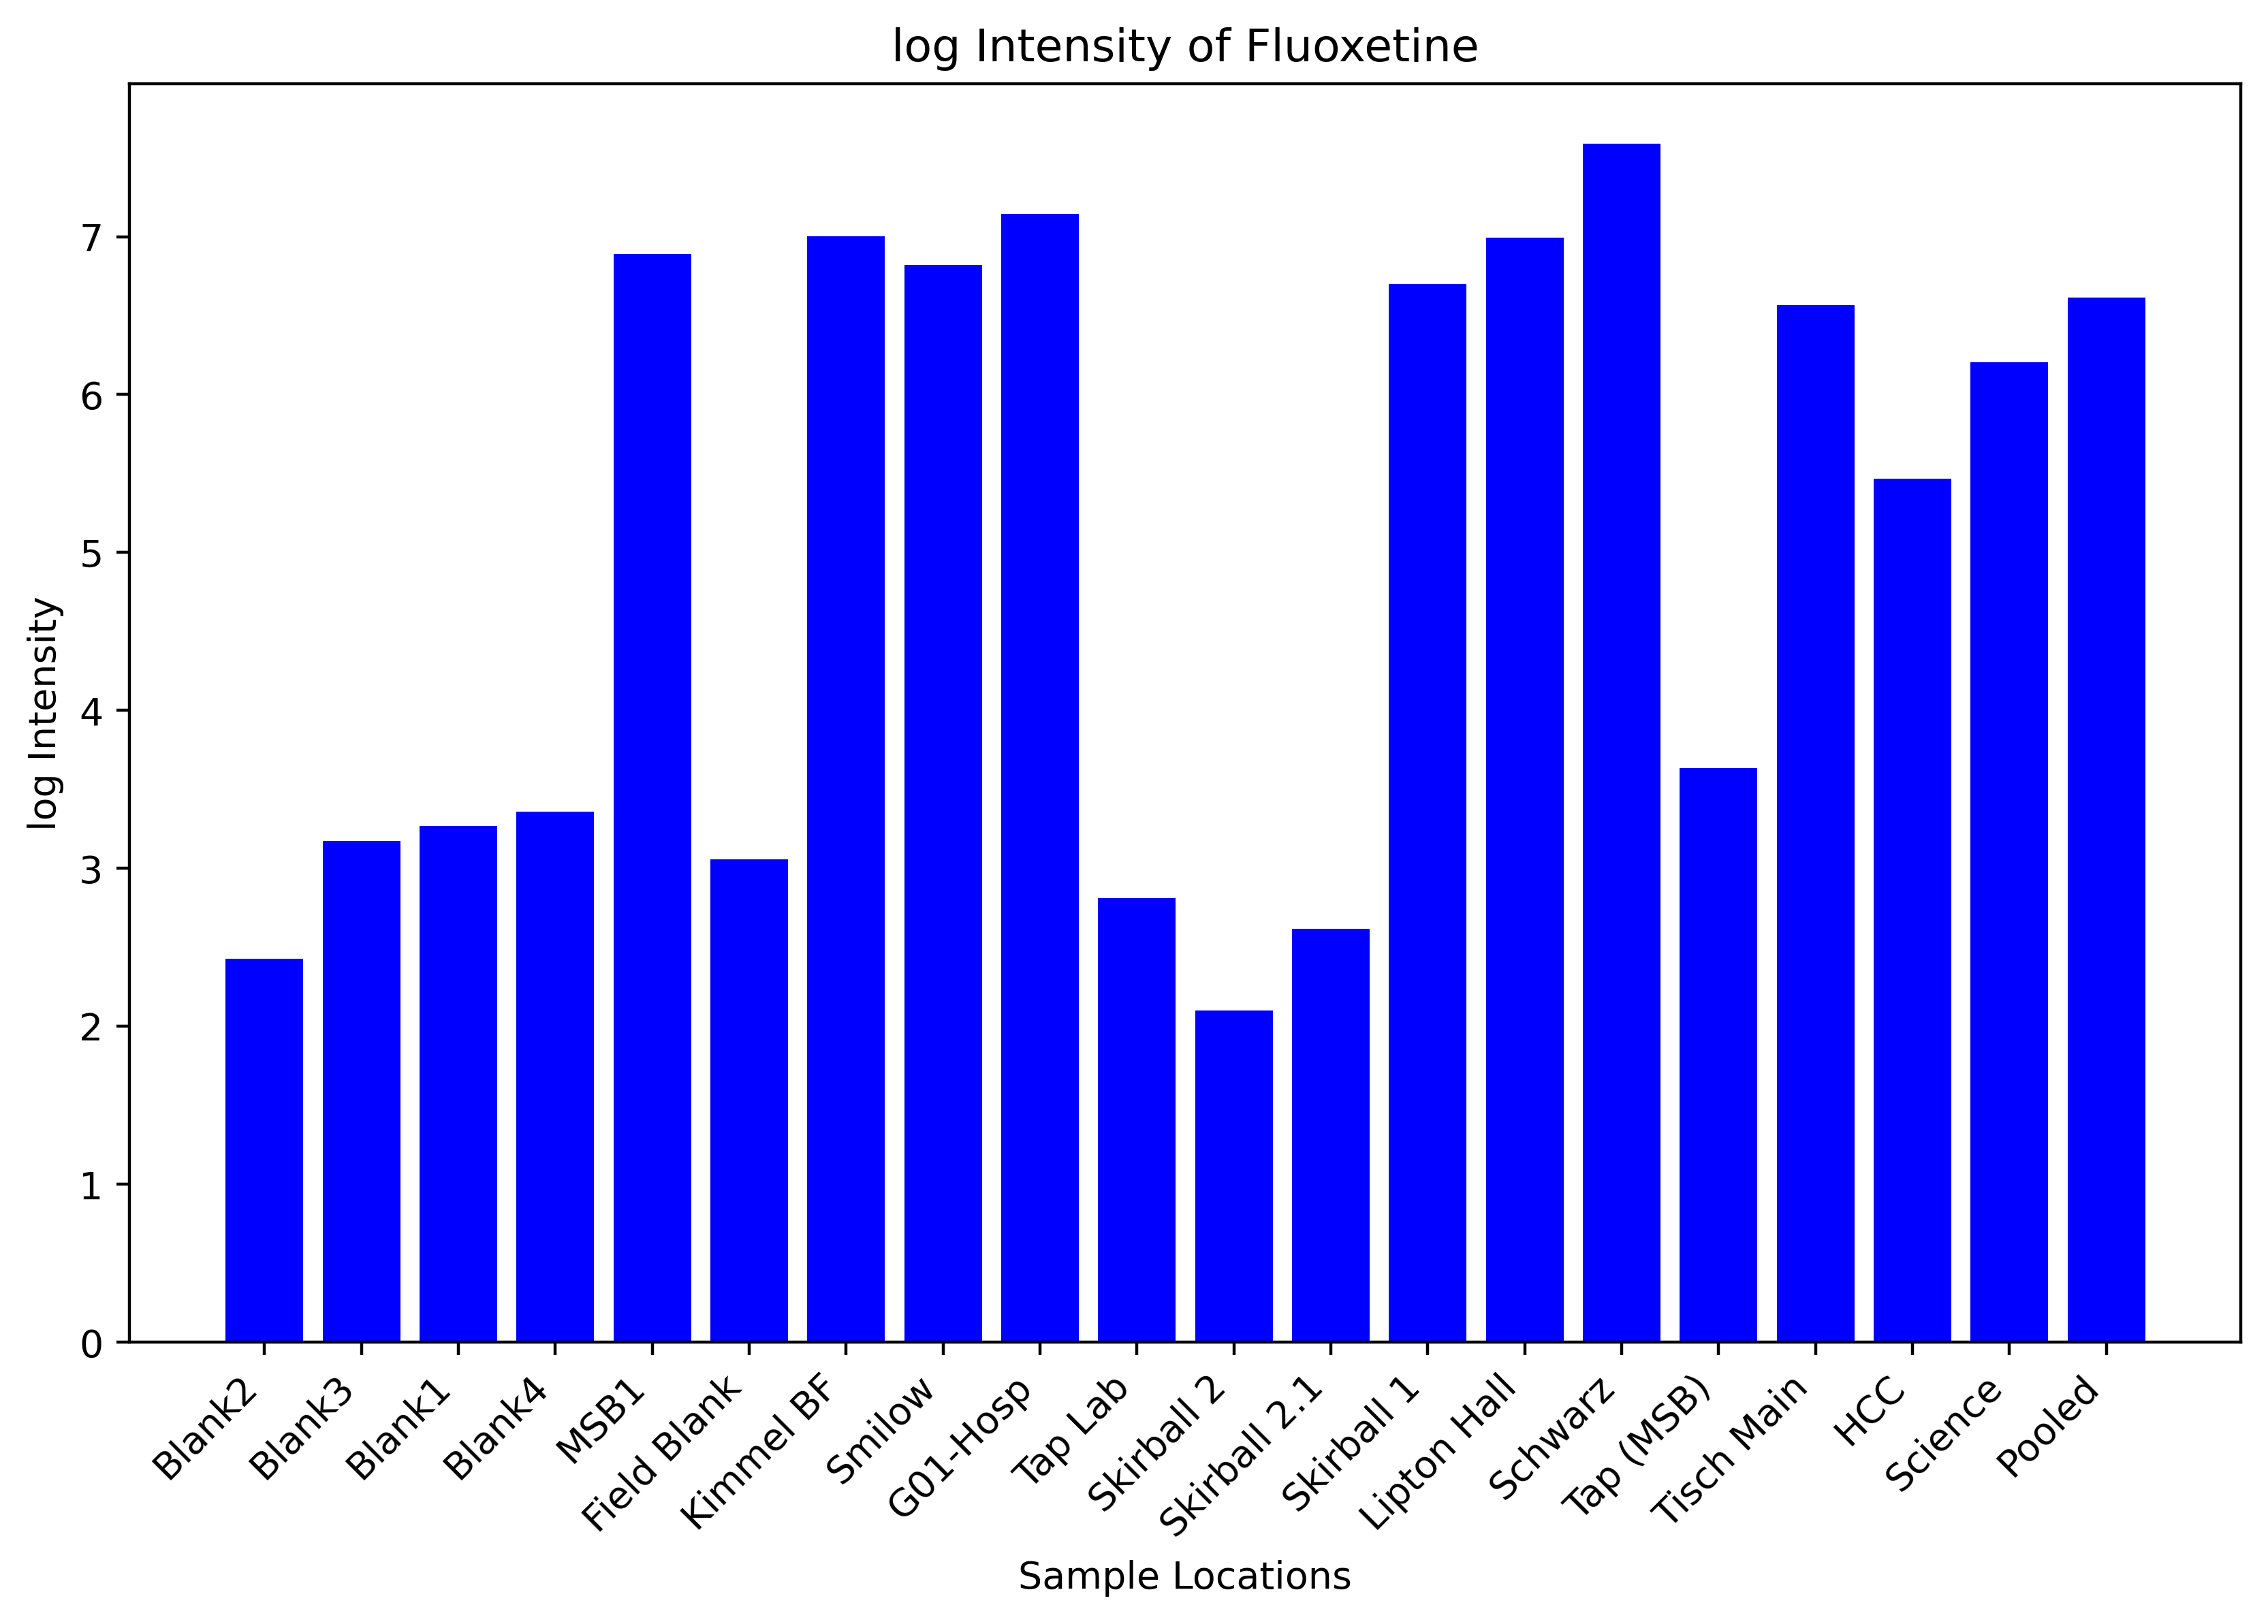 log Intensity of Fluoxetine
log Intensity
7
6
5
4
3
2
1
0
Blank2
Blank3
Blank1
Blank4
MSB1
Field Blank
Kimmel BF
Smilow
G01-Hosp
Tap Lab
Skirball 2
Skirball 2.1
Skirball 1
Lipton Hall
Schwarz
Tap (MSB)
Tisch Main
HCC
Science
Pooled
Sample Locations